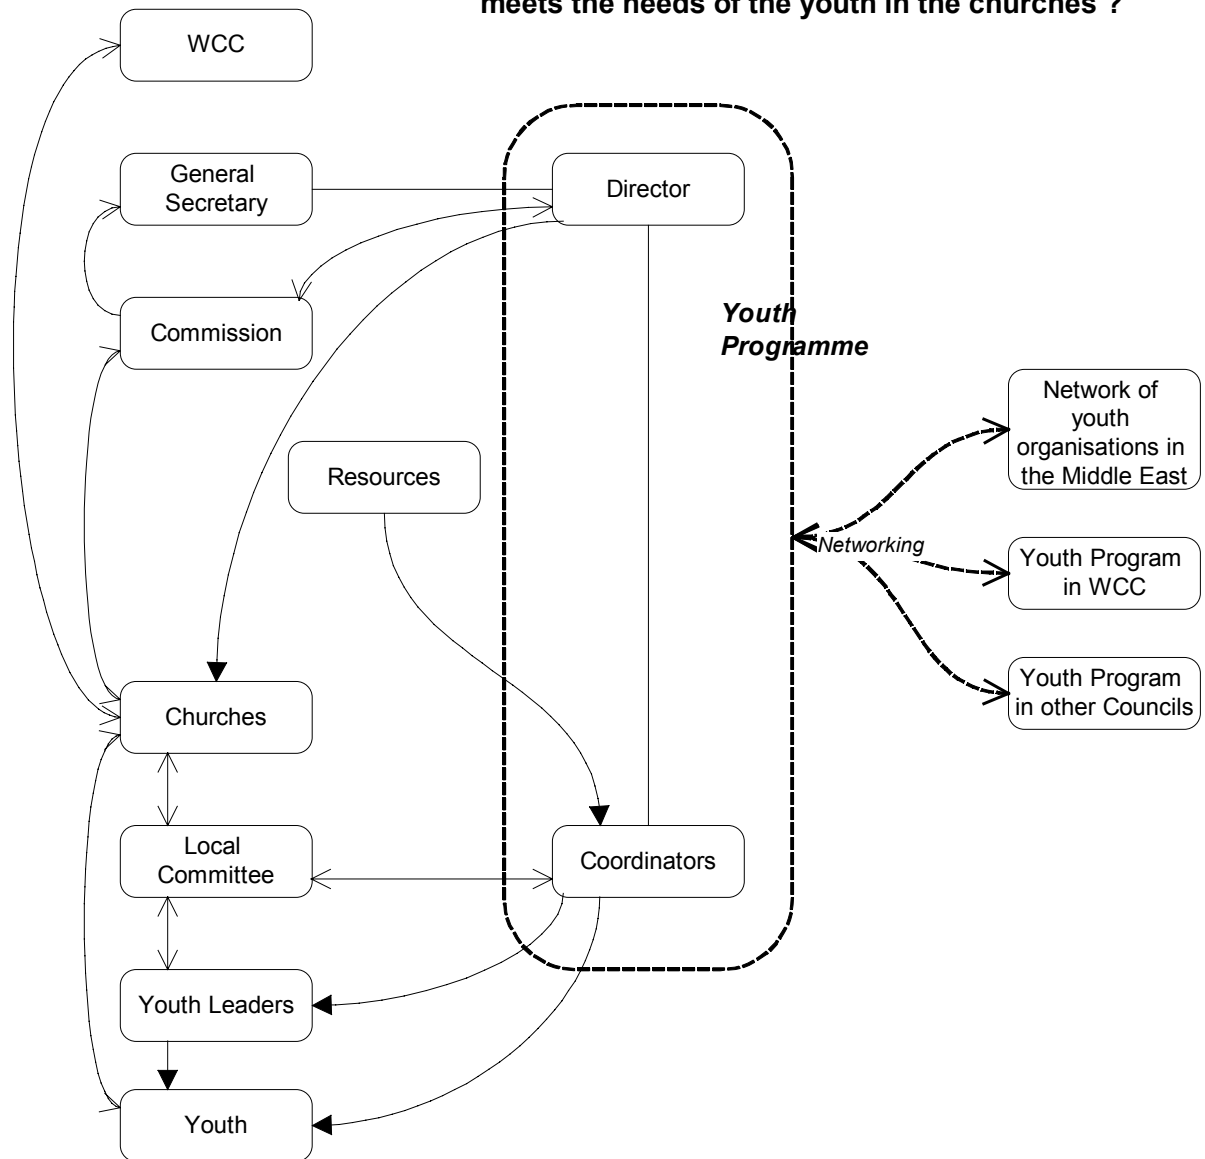 meets the needs of the youth in the churches ?
WCC
General
Secretary
Director
Commission
Youth
Programme
Network of
youth
organisations in
the Middle East
Resources
Networking
Youth Program
in WCC
Youth Program
in other Councils
Churches
Local
Committee
Coordinators
Youth Leaders
Youth